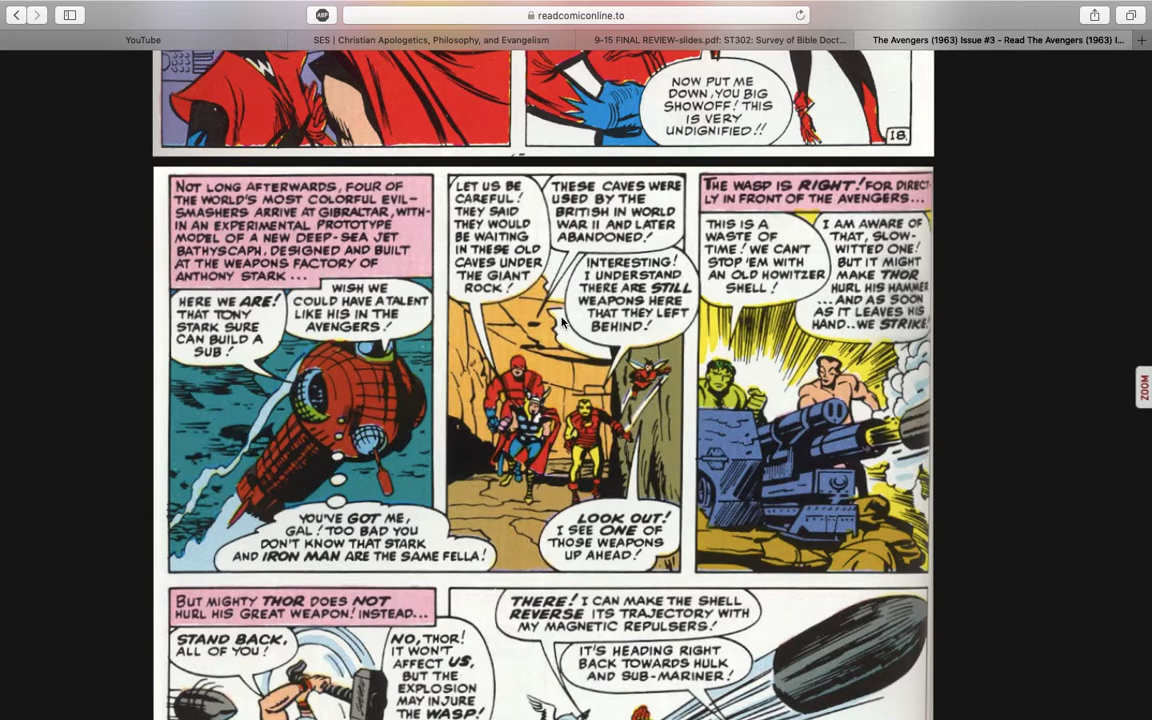 ABP
readcomiconline.to
YouTube
SES | Christian Apologetics, Philosophy, and Evangelism
9-15 FINAL REVIEW-slides.pdf: ST302: Survey of Bible Doct...
The Avengers (1963) Issue #3 - Read The Avengers (1963) I...
NOW PUT ME
DOWN, YOU BIG
SHOWOFF! THIS
IS VERY
UNDIGNIFIED!!
18.
NOT LONG AFTERWARDS, FOUR OF
THE WORLD'S MOST COLORFUL EVIL-
SMASHERS ARRIVE AT GIBRALTAR, WITH-
IN AN EXPERIMENTAL PROTOTYPE
MODEL OF A NEW DEEP-SEA JET
BATHYSCAPH, DESIGNED AND BUILT
AT THE WEAPONS FACTORY OF
ANTHONY STARK...
HERE WE ARE!
THAT TONY
STARK SURE
CAN BUILD A
SUB!
WISH WE
COULD HAVE A TALENT
LIKE HIS IN THE
AVENGERS!
YOU'VE GOT ME,
GAL! TOO BAD YOU
DON'T KNOW THAT STARK
AND IRON MAN ARE THE SAME FELLA!
LET US BE
CAREFUL!
THEY SAID
THEY WOULD
BE WAITING
IN THESE OLD
CAVES UNDER
THE GIANT
ROCK!
THESE CAVES WERE
USED BY THE
BRITISH IN WORLD
WAR II AND LATER
ABANDONED!
INTERESTING!
I UNDERSTAND
THERE ARE STILL
WEAPONS HERE
THAT THEY LEFT
BEHIND!
LOOK OUT!
I SEE ONE OF
THOSE WEAPONS
UP AHEAD!
THE WASP IS RIGHT! FOR DIRECT-
LY IN FRONT OF THE AVENGERS...
THIS IS A
WASTE OF
TIME! WE CAN'T
STOP 'EM WITH
AN OLD HOWITZER
SHELL!
I AM AWARE OF
THAT, SLOW-
WITTED ONE!
BUT IT MIGHT
MAKE THOR
HURL HIS HAMMER
...AND AS SOON
AS IT LEAVES HIS
HAND..WE STRIKE!
ZOOM
BUT MIGHTY THOR DOES NOT
HURL HIS GREAT WEAPON! INSTEAD...
STAND BACK,
ALL OF YOU!
NO, THOR!
IT WON'T
AFFECT US,
BUT THE
EXPLOSION
MAY INJURE
THE WASP!
THERE! I CAN MAKE THE SHELL
REVERSE ITS TRAJECTORY WITH
MY MAGNETIC REPULSERS!
IT'S HEADING RIGHT
BACK TOWARDS HULK
AND SUB-MARINER!